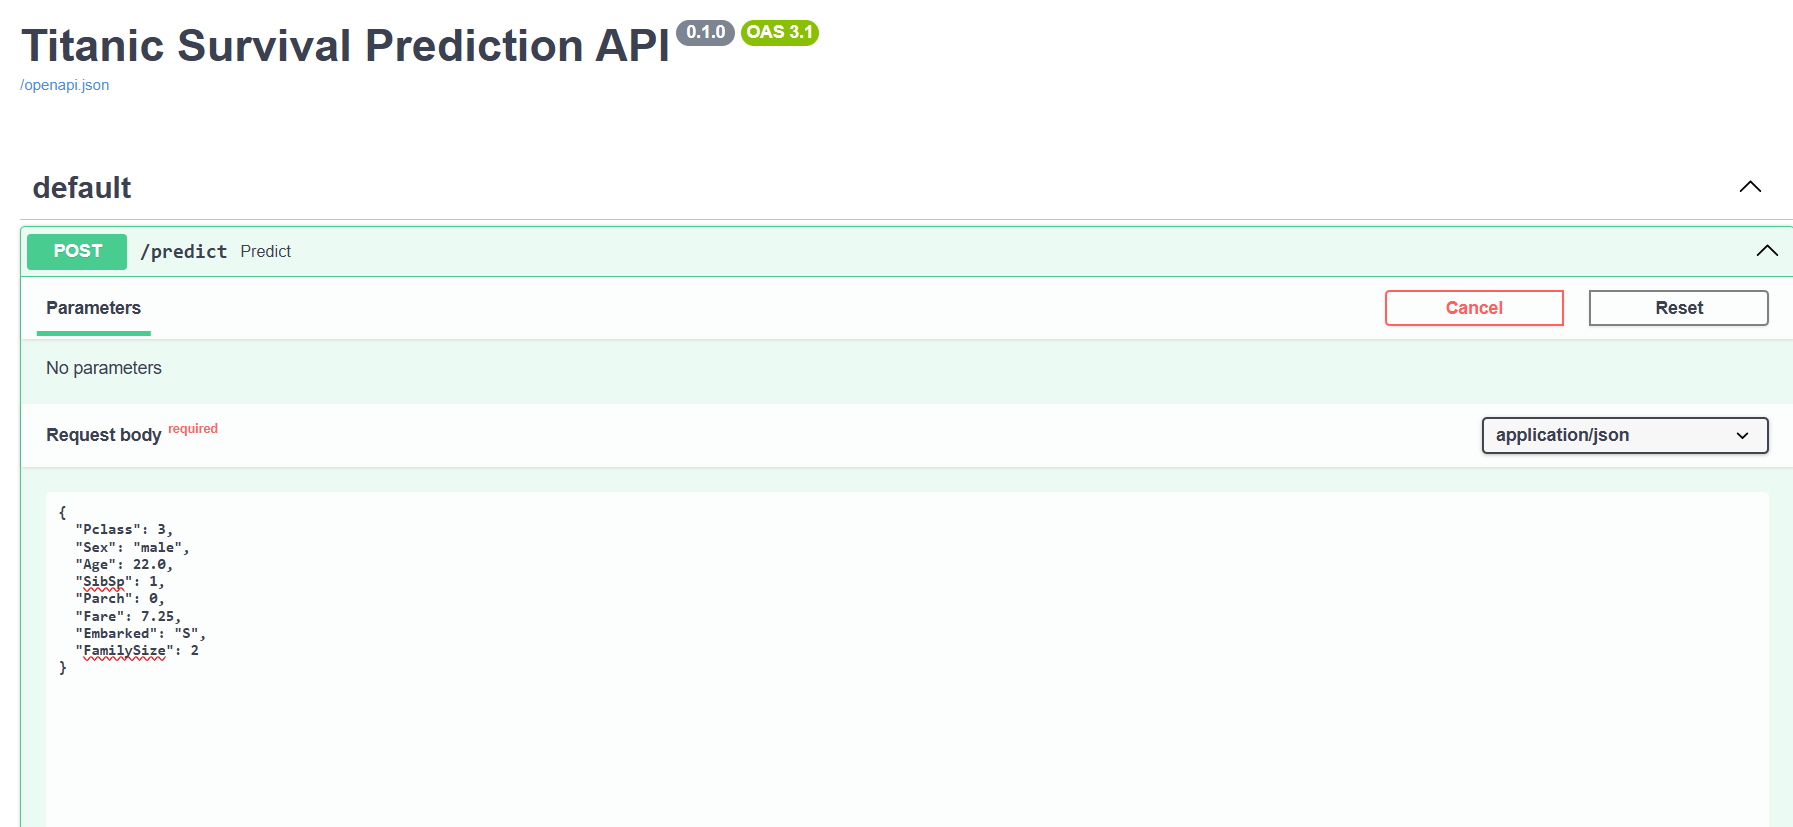 Titanic Survival Prediction API 0.1.0 OAS 3.1
/openapi.json
default
POST /predict Predict
Parameters Cancel Reset
No parameters
Request body required application/json
{
  "Pclass": 3,
  "Sex": "male",
  "Age": 22.0,
  "SibSp": 1,
  "Parch": 0,
  "Fare": 7.25,
  "Embarked": "S",
  "FamilySize": 2
}